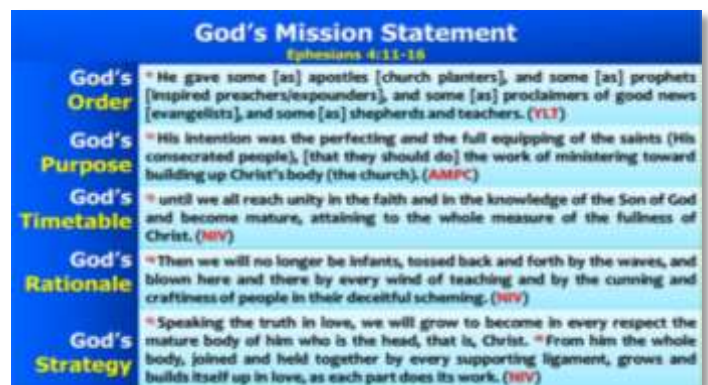 God's Mission Statement
Ephesians 4:11-16
God's
Order
He gave some [as] apostles [church planters], and some [as] prophets
[inspired preachers/expounders], and some [as] proclaimers of good news
[evangelists], and some [as] shepherds and teachers. (YLT)
God's
Purpose
His intention was the perfecting and the full equipping of the saints (His
consecrated people), [that they should do] the work of ministering toward
building up Christ's body (the church). (AMPC)
God's
Timetable
until we all reach unity in the faith and in the knowledge of the Son of God
and become mature, attaining to the whole measure of the fullness of
Christ. (NIV)
God's
Rationale
Then we will no longer be infants, tossed back and forth by the waves, and
blown here and there by every wind of teaching and by the cunning and
craftiness of people in their deceitful scheming. (NIV)
God's
Strategy
Speaking the truth in love, we will grow to become in every respect the
mature body of him who is the head, that is, Christ. From him the whole
body, joined and held together by every supporting ligament, grows and
builds itself up in love, as each part does its work. (NIV)